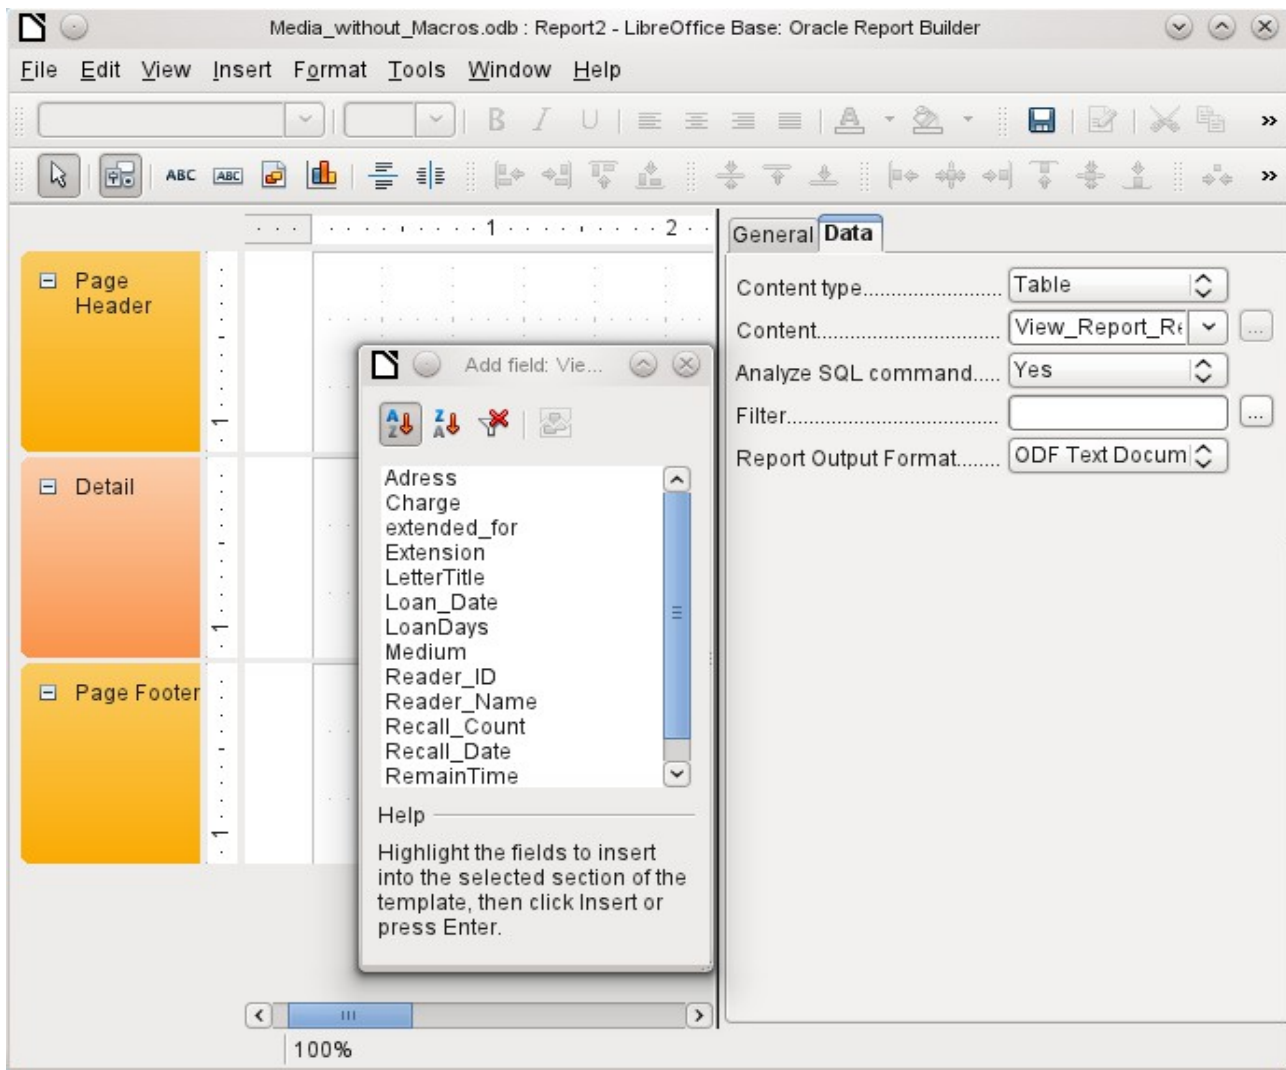 Media_without_Macros.odb : Report2 - LibreOffice Base: Oracle Report Builder
File Edit View Insert Format Tools Window Help
B I U A
ABC ABC
1 2
General Data
Page
Header
1
Content type......................... Table
Content................................. View_Report_Re
Analyze SQL command..... Yes
Filter...................................... ...
Report Output Format........ ODF Text Docum
Detail
1
Page Footer
1
Add field: Vie...
A Z Z A
Adress
Charge
extended_for
Extension
LetterTitle
Loan_Date
LoanDays
Medium
Reader_ID
Reader_Name
Recall_Count
Recall_Date
RemainTime
Help
Highlight the fields to insert
into the selected section of the
template, then click Insert or
press Enter.
100%